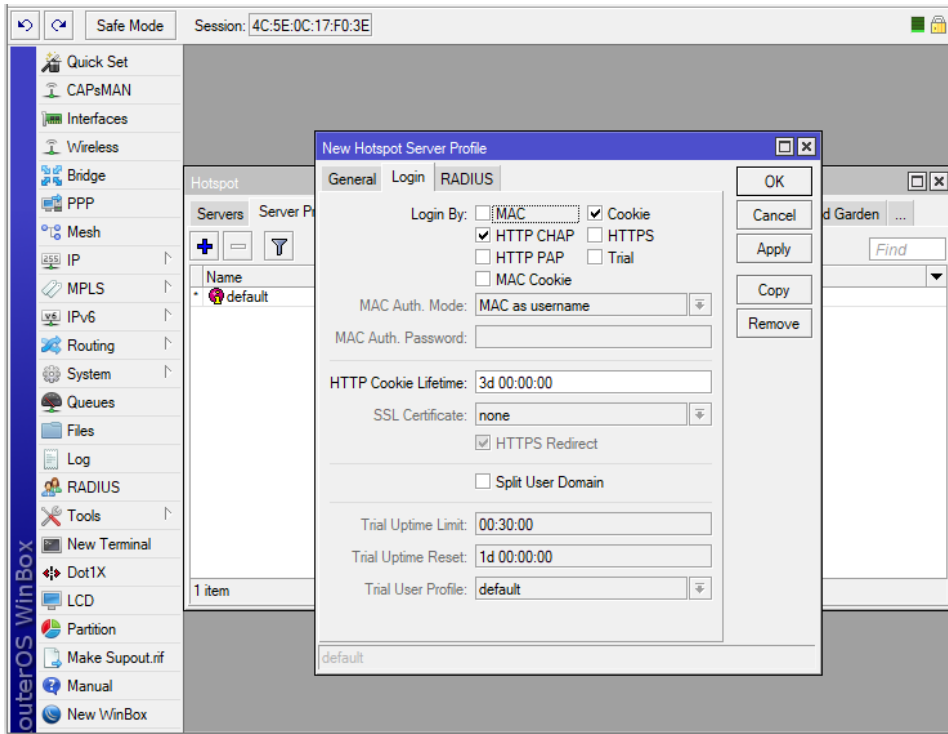 Safe Mode Session: 4C:5E:0C:17:F0:3E
Quick Set
CAPsMAN
Interfaces
Wireless
Bridge
PPP
Mesh
IP
MPLS
IPv6
Routing
System
Queues
Files
Log
RADIUS
Tools
New Terminal
Dot1X
LCD
Partition
Make Supout.rif
Manual
New WinBox
outerOS WinBox
Hotspot
Servers Server Pr
d Garden ...
Find
Name
* default
1 item
New Hotspot Server Profile
General Login RADIUS
Login By: MAC Cookie
HTTP CHAP HTTPS
HTTP PAP Trial
MAC Cookie
MAC Auth. Mode: MAC as username
MAC Auth. Password:
HTTP Cookie Lifetime: 3d 00:00:00
SSL Certificate: none
HTTPS Redirect
Split User Domain
Trial Uptime Limit: 00:30:00
Trial Uptime Reset: 1d 00:00:00
Trial User Profile: default
default
OK
Cancel
Apply
Copy
Remove